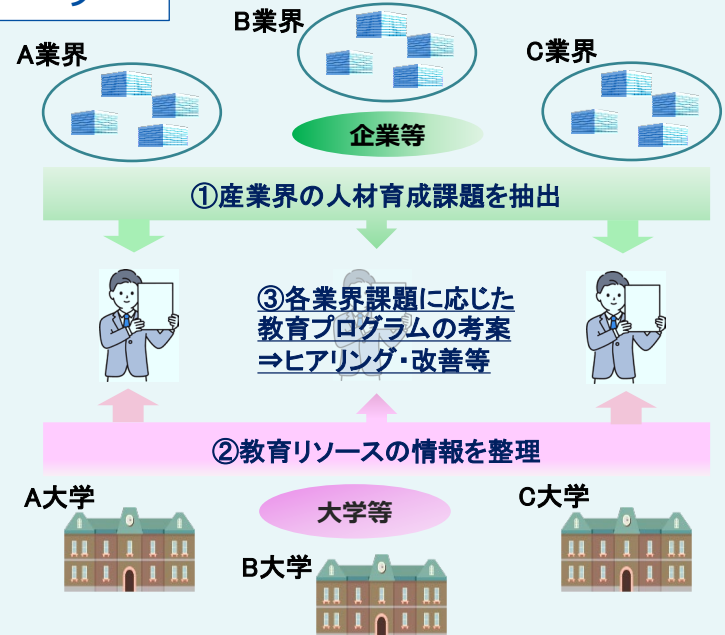 B業界
A業界
C業界
企業等
①産業界の人材育成課題を抽出
③各業界課題に応じた
教育プログラムの考案
⇒ヒアリング・改善等
②教育リソースの情報を整理
A大学
大学等
C大学
B大学